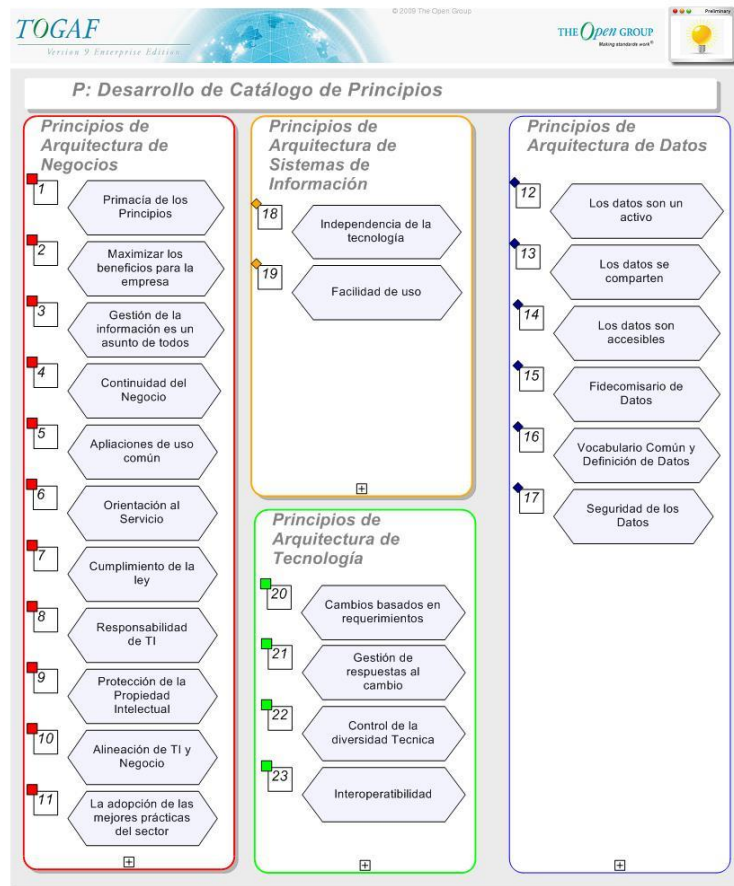 © 2009 The Open Group
TOGAF
Version 9 Enterprise Edition
THE Open GROUP
Making standards work®
Preliminary
P: Desarrollo de Catálogo de Principios
Principios de
Arquitectura de
Negocios
1
Primacía de los
Principios
2
Maximizar los
beneficios para la
empresa
3
Gestión de la
información es un
asunto de todos
4
Continuidad del
Negocio
5
Apliaciones de uso
común
6
Orientación al
Servicio
7
Cumplimiento de la
ley
8
Responsabilidad
de TI
9
Protección de la
Propiedad
Intelectual
10
Alineación de TI y
Negocio
11
La adopción de las
mejores prácticas
del sector
Principios de
Arquitectura de
Sistemas de
Información
18
Independencia de la
tecnología
19
Facilidad de uso
Principios de
Arquitectura de
Tecnología
20
Cambios basados en
requerimientos
21
Gestión de
respuestas al
cambio
22
Control de la
diversidad Tecnica
23
Interoperatibilidad
Principios de
Arquitectura de Datos
12
Los datos son un
activo
13
Los datos se
comparten
14
Los datos son
accesibles
15
Fidecomisario de
Datos
16
Vocabulario Común y
Definición de Datos
17
Seguridad de los
Datos